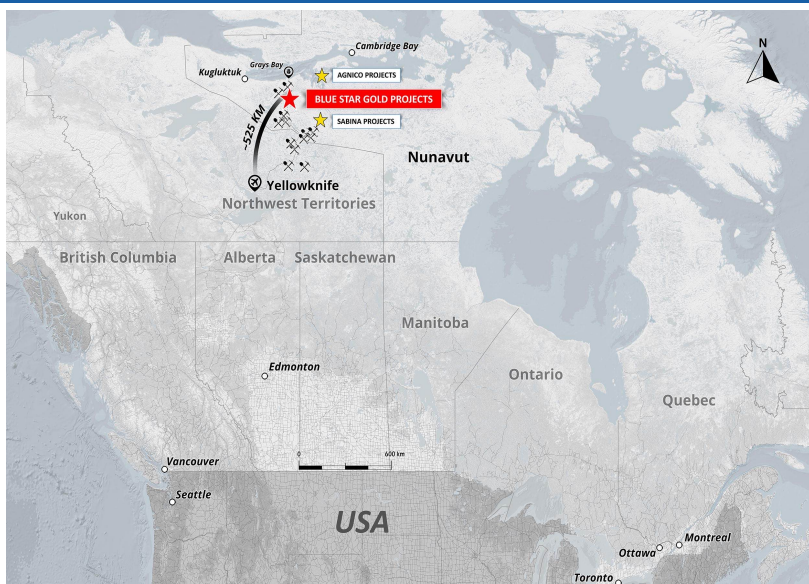 N
Cambridge Bay
Grays Bay
Kugluktuk
AGNICO PROJECTS
BLUE STAR GOLD PROJECTS
SABINA PROJECTS
~525 KM
Nunavut
Yellowknife
Northwest Territories
Yukon
British Columbia
Alberta
Saskatchewan
Manitoba
Ontario
Quebec
Edmonton
0
600 km
Vancouver
Seattle
USA
Montreal
Ottawa
Toronto